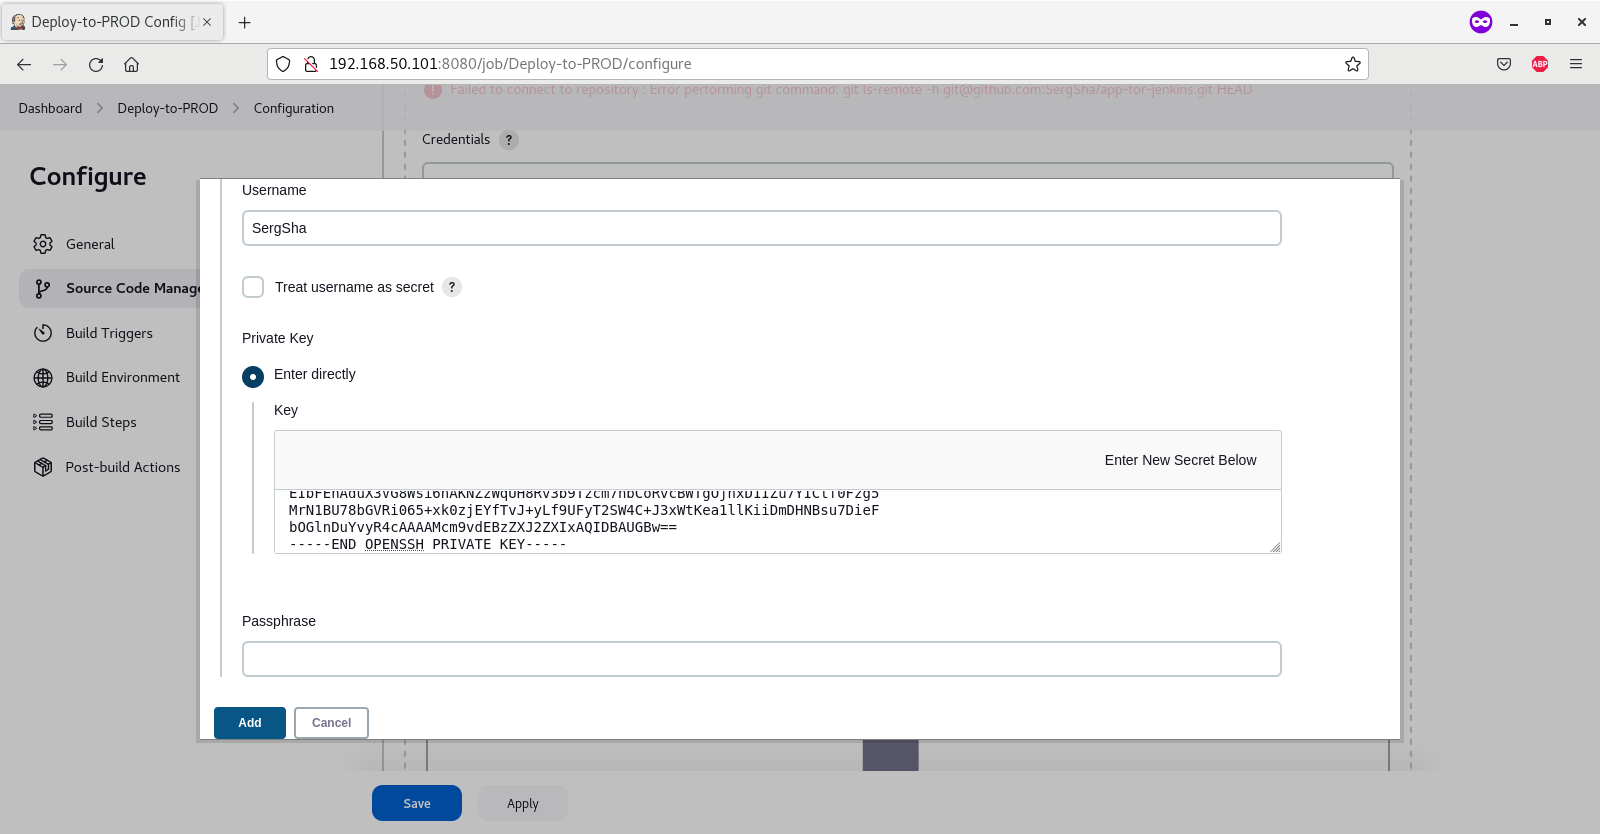 Deploy-to-PROD Config [J
192.168.50.101:8080/job/Deploy-to-PROD/configure
ABP
Dashboard
Deploy-to-PROD
Configuration
Failed to connect to repository : Error performing git command: git ls-remote -h git@github.com:SergSha/app-for-jenkins.git HEAD
Credentials ?
Configure
General
Source Code Manage
Build Triggers
Build Environment
Build Steps
Post-build Actions
Username
SergSha
Treat username as secret ?
Private Key
Enter directly
Key
Enter New Secret Below
MrN1BU78bGVRi065+xk0zjEYfTvJ+yLf9UFyT2SW4C+J3xWtKea1llKiiDmDHNBsu7DieF
bOGlnDuYvyR4cAAAAMcm9vdEBzZXJ2ZXIxAQIDBAUGBw==
-----END OPENSSH PRIVATE KEY-----
Passphrase
Add
Cancel
Save
Apply